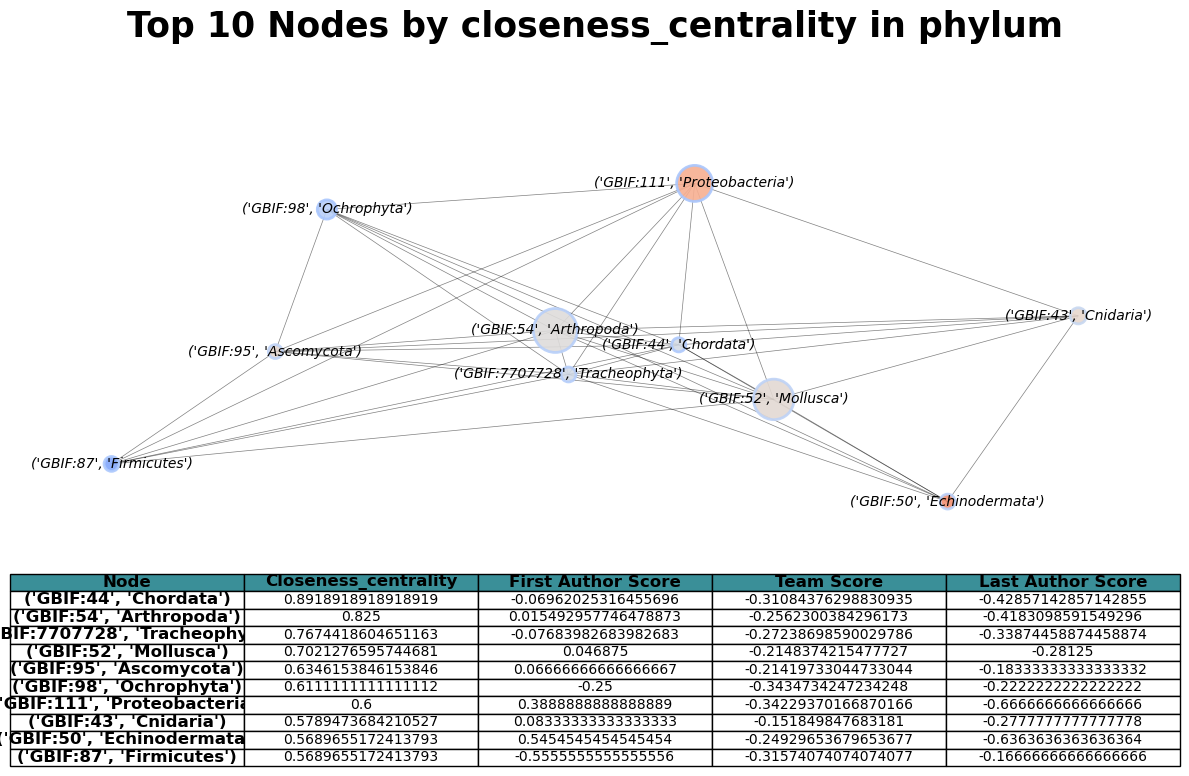 Top 10 Nodes by closeness_centrality in phylum
('GBIF:111', 'Proteobacteria')
('GBIF:98', 'Ochrophyta')
('GBIF:43', 'Cnidaria')
('GBIF:54', 'Arthropoda')
('GBIF:44', 'Chordata')
('GBIF:95', 'Ascomycota')
('GBIF:7707728', 'Tracheophyta')
('GBIF:52', 'Mollusca')
('GBIF:87', 'Firmicutes')
('GBIF:50', 'Echinodermata')
Node Closeness_centrality First Author Score Team Score Last Author Score
('GBIF:44', 'Chordata') 0.8918918918918919 -0.06962025316455696 -0.31084376298830935 -0.42857142857142855
('GBIF:54', 'Arthropoda') 0.825 0.015492957746478873 -0.2562300384296173 -0.4183098591549296
BIF:7707728', 'Tracheophy 0.7674418604651163 -0.07683982683982683 -0.27238698590029786 -0.33874458874458874
('GBIF:52', 'Mollusca') 0.7021276595744681 0.046875 -0.2148374215477727 -0.28125
('GBIF:95', 'Ascomycota') 0.6346153846153846 0.06666666666666667 -0.21419733044733044 -0.18333333333333332
('GBIF:98', 'Ochrophyta') 0.6111111111111112 -0.25 -0.3434734247234248 -0.2222222222222222
'GBIF:111', 'Proteobacteria 0.6 0.3888888888888889 -0.34229370166870166 -0.6666666666666666
('GBIF:43', 'Cnidaria') 0.5789473684210527 0.08333333333333333 -0.151849847683181 -0.2777777777777778
('GBIF:50', 'Echinodermata 0.5689655172413793 0.5454545454545454 -0.24929653679653677 -0.6363636363636364
('GBIF:87', 'Firmicutes') 0.5689655172413793 -0.5555555555555556 -0.31574074074074077 -0.16666666666666666